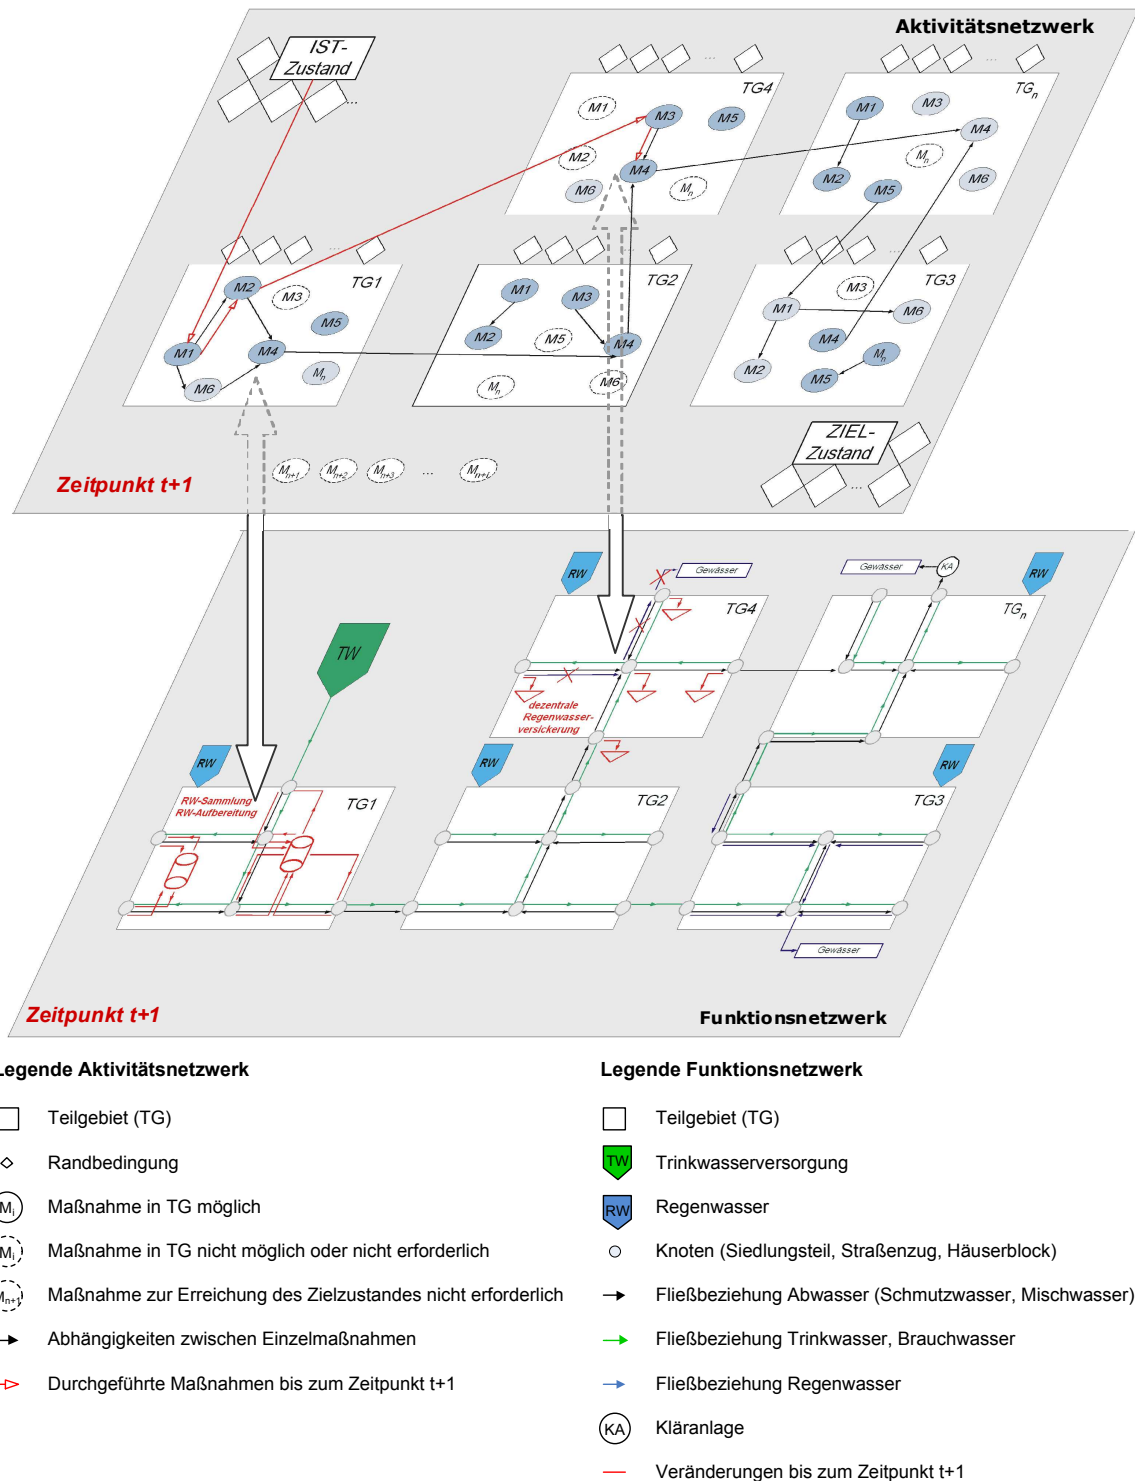 Aktivitätsnetzwerk
IST-
Zustand
...
...
...
TG4
TGn
M1
M3
M5
M2
M4
M6
Mn
M1
M3
M4
Mn
M2
M5
M6
...
...
...
TG1
TG2
TG3
M2
M3
M5
M1
M4
M6
Mn
M1
M3
M2
M5
M4
Mn
M6
M3
M1
M6
M4
Mn
M2
M5
ZIEL-
Zustand
...
Zeitpunkt t+1
Mn+1
Mn+2
Mn+3
...
Mn+i
RW
Gewässer
Gewässer
KA
RW
TG4
TGn
TW
dezentrale
Regenwasser-
versickerung
RW
RW
RW
RW-Sammlung
RW-Aufbereitung
TG1
TG2
TG3
Gewässer
Zeitpunkt t+1
Funktionsnetzwerk
Legende Aktivitätsnetzwerk
Teilgebiet (TG)
Randbedingung
Mi Maßnahme in TG möglich
Mi Maßnahme in TG nicht möglich oder nicht erforderlich
Mn+1 Maßnahme zur Erreichung des Zielzustandes nicht erforderlich
Abhängigkeiten zwischen Einzelmaßnahmen
Durchgeführte Maßnahmen bis zum Zeitpunkt t+1
Legende Funktionsnetzwerk
Teilgebiet (TG)
TW Trinkwasserversorgung
RW Regenwasser
Knoten (Siedlungsteil, Straßenzug, Häuserblock)
Fließbeziehung Abwasser (Schmutzwasser, Mischwasser)
Fließbeziehung Trinkwasser, Brauchwasser
Fließbeziehung Regenwasser
KA Kläranlage
Veränderungen bis zum Zeitpunkt t+1